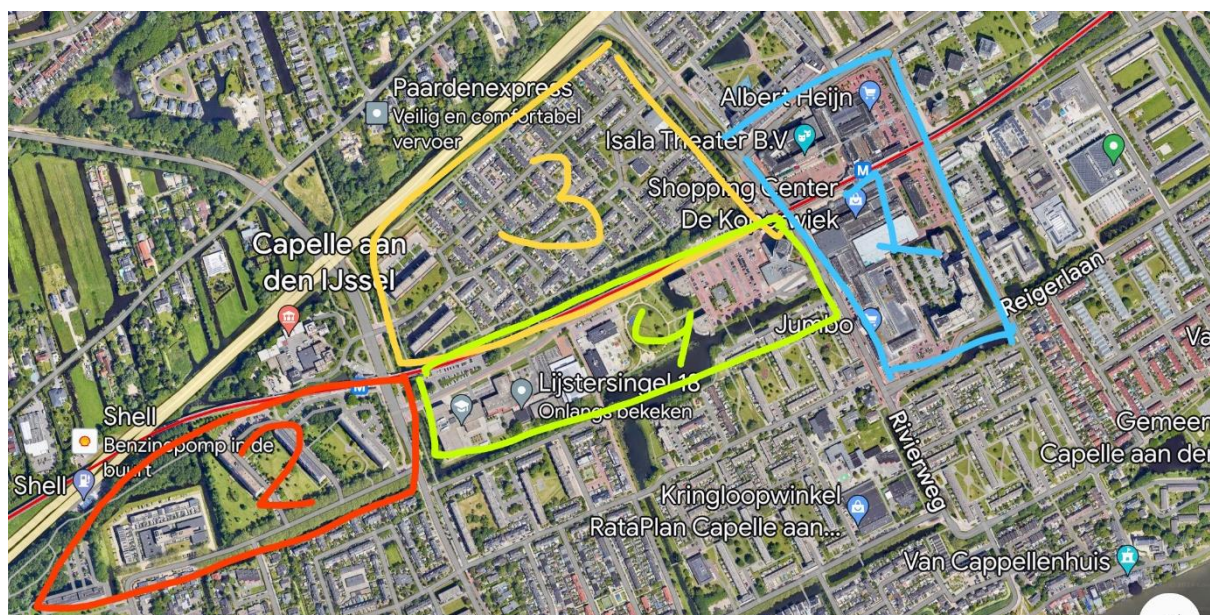 Paardenexpress
Veilig en comfortabel
vervoer
Albert Heijn
Isala Theater B.V.
M
Shopping Center
De Koperwiek
1
3
Capelle aan
den IJssel
Reigerlaan
Jumbo
4
M
Lijstersingel 18
Onlangs bekeken
Shell
Benzinepomp in de
buurt
2
Shell
Rivierweg
Gemeen
Capelle aan der
Kringloopwinkel
RataPlan Capelle aan...
Van Cappellenhuis